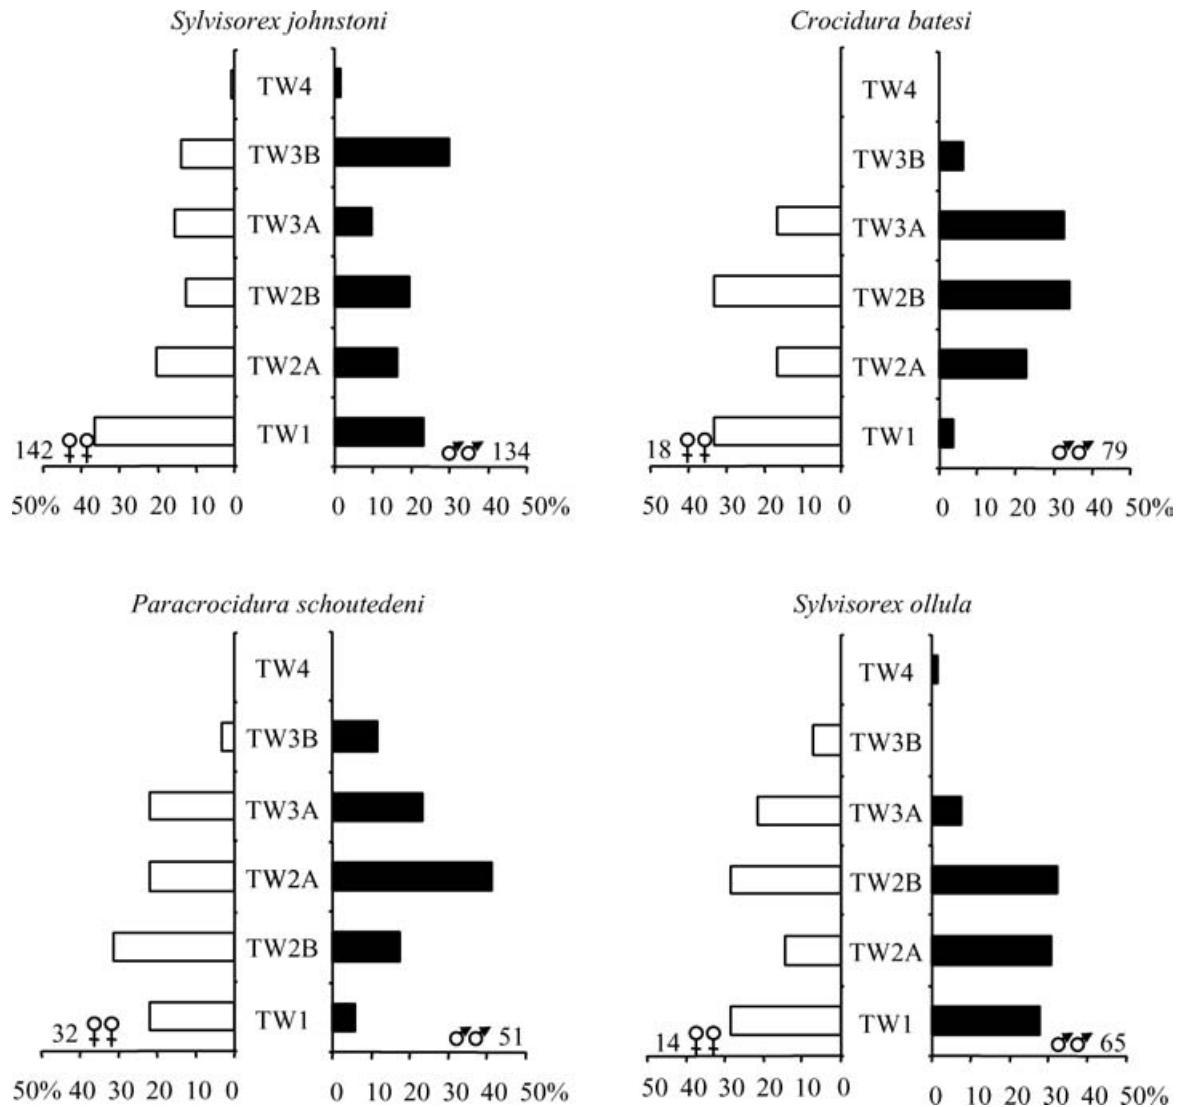 Sylvisorex johnstoni
TW4
TW3B
TW3A
TW2B
TW2A
TW1
142 ♀♀
♂♂ 134
50% 40 30 20 10 0
0 10 20 30 40 50%
Crocidura batesi
TW4
TW3B
TW3A
TW2B
TW2A
TW1
18 ♀♀
♂♂ 79
50 40 30 20 10 0
0 10 20 30 40 50%
Paracrocidura schoutedeni
TW4
TW3B
TW3A
TW2A
TW2B
TW1
32 ♀♀
♂♂ 51
50% 40 30 20 10 0
0 10 20 30 40 50%
Sylvisorex ollula
TW4
TW3B
TW3A
TW2B
TW2A
TW1
14 ♀♀
♂♂ 65
50 40 30 20 10 0
0 10 20 30 40 50%